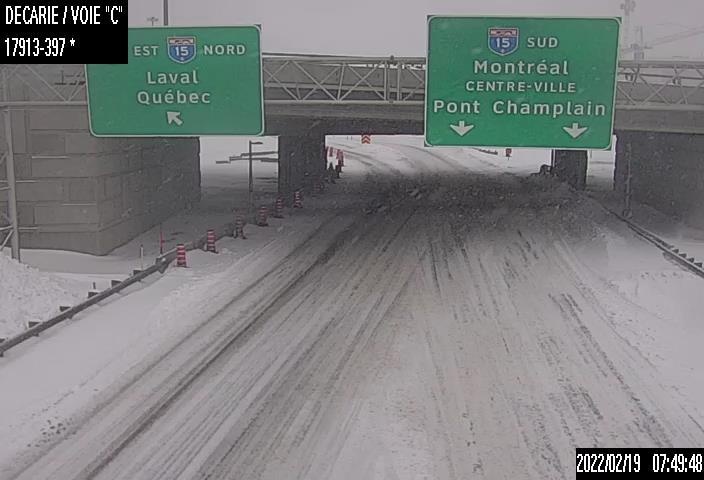 DECARIE / VOIE "C"
17913-397 *
EST 15 NORD
Laval
Québec
15 SUD
Montréal
CENTRE-VILLE
Pont Champlain
2022/02/19 07:49:48